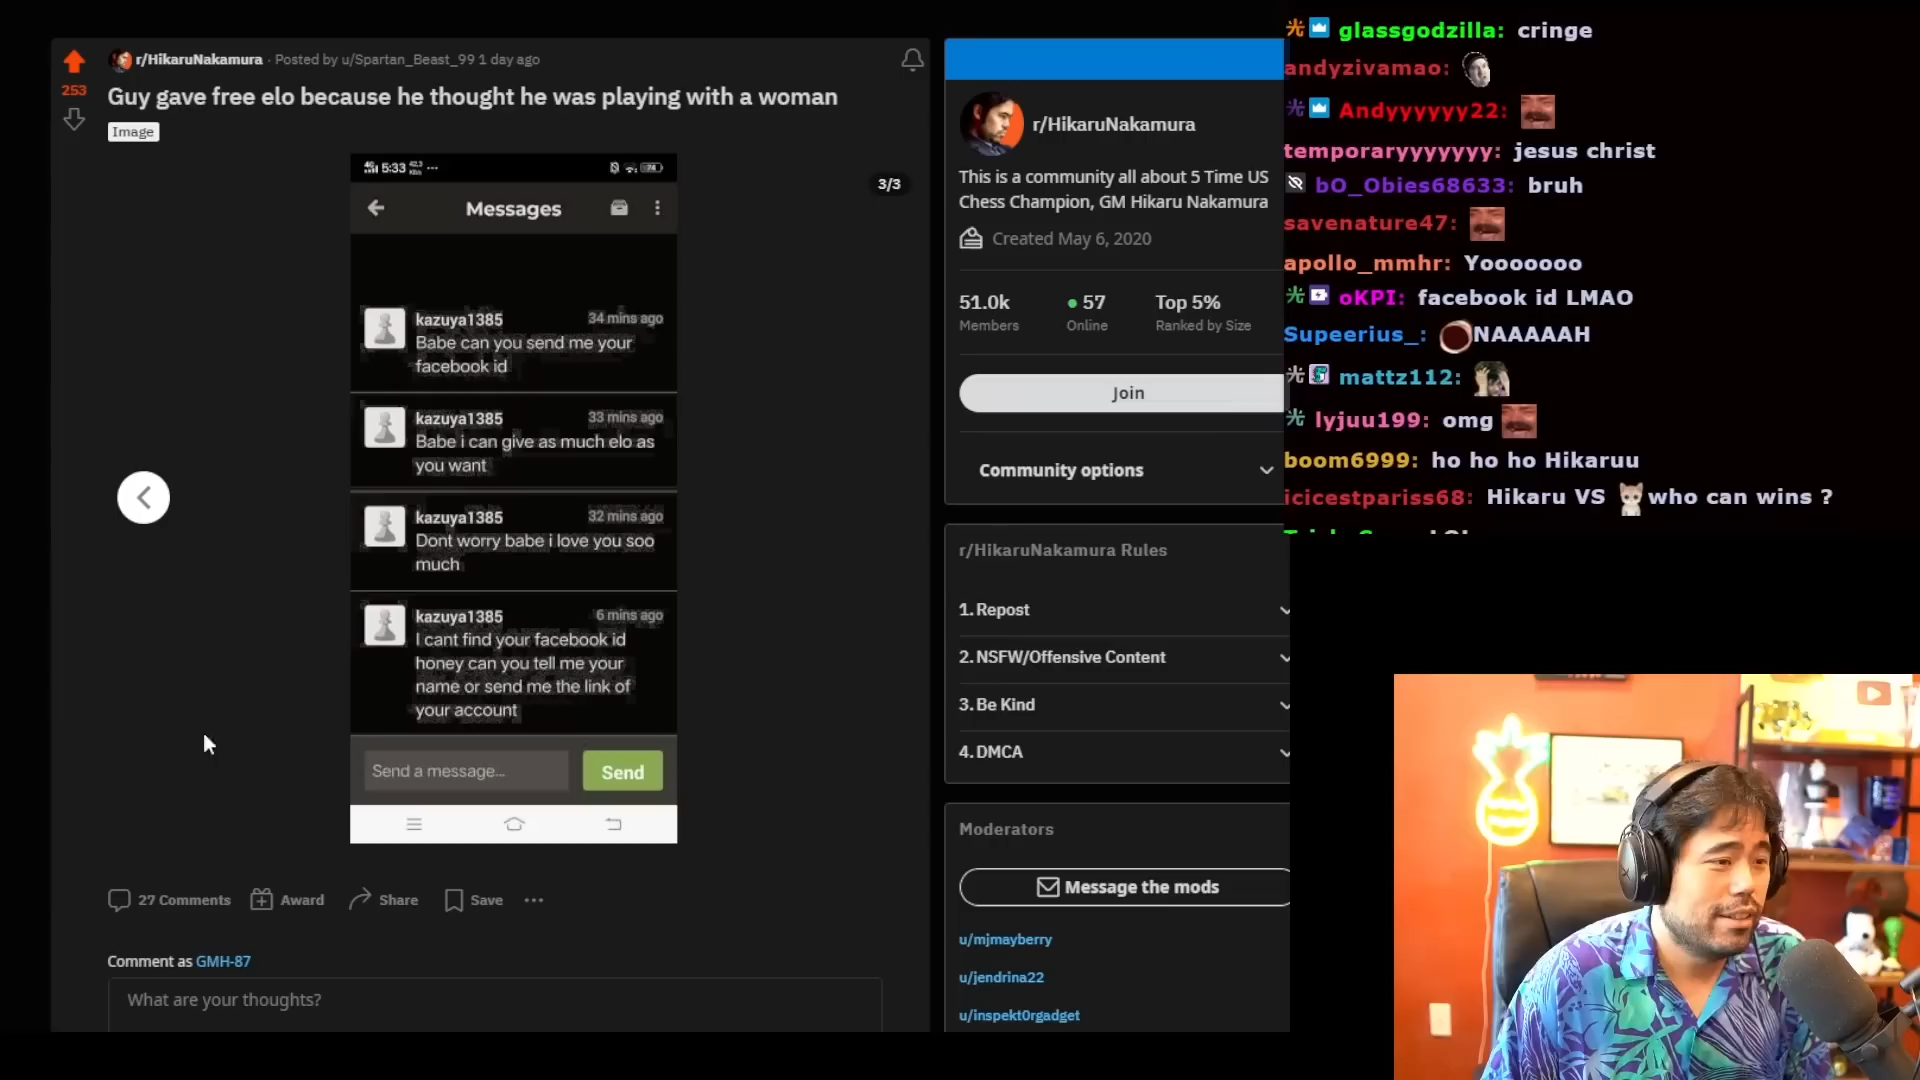 r/HikaruNakamura · Posted by u/Spartan_Beast_99 1 day ago
253
Guy gave free elo because he thought he was playing with a woman
Image
3/3
5:33
Messages
kazuya1385 34 mins ago
Babe can you send me your
facebook id
kazuya1385 33 mins ago
Babe i can give as much elo as
you want
kazuya1385 32 mins ago
Dont worry babe i love you soo
much
kazuya1385 6 mins ago
I cant find your facebook id
honey can you tell me your
name or send me the link of
your account
Send a message...
Send
27 Comments
Award
Share
Save
Comment as GMH-87
What are your thoughts?
r/HikaruNakamura
This is a community all about 5 Time US
Chess Champion, GM Hikaru Nakamura
Created May 6, 2020
51.0k 57 Top 5%
Members Online Ranked by Size
Join
Community options
r/HikaruNakamura Rules
1. Repost
2. NSFW/Offensive Content
3. Be Kind
4. DMCA
Moderators
Message the mods
u/mjmayberry
u/jendrina22
u/inspekt0rgadget
glassgodzilla: cringe
andyzivamao:
Andyyyyyy22:
temporaryyyyyyy: jesus christ
bO_Obies68633: bruh
savenature47:
apollo_mmhr: Yooooooo
oKPI: facebook id LMAO
Supeerius_: NAAAAAH
mattz112:
lyjuu199: omg
boom6999: ho ho ho Hikaruu
icicestpariss68: Hikaru VS who can wins ?